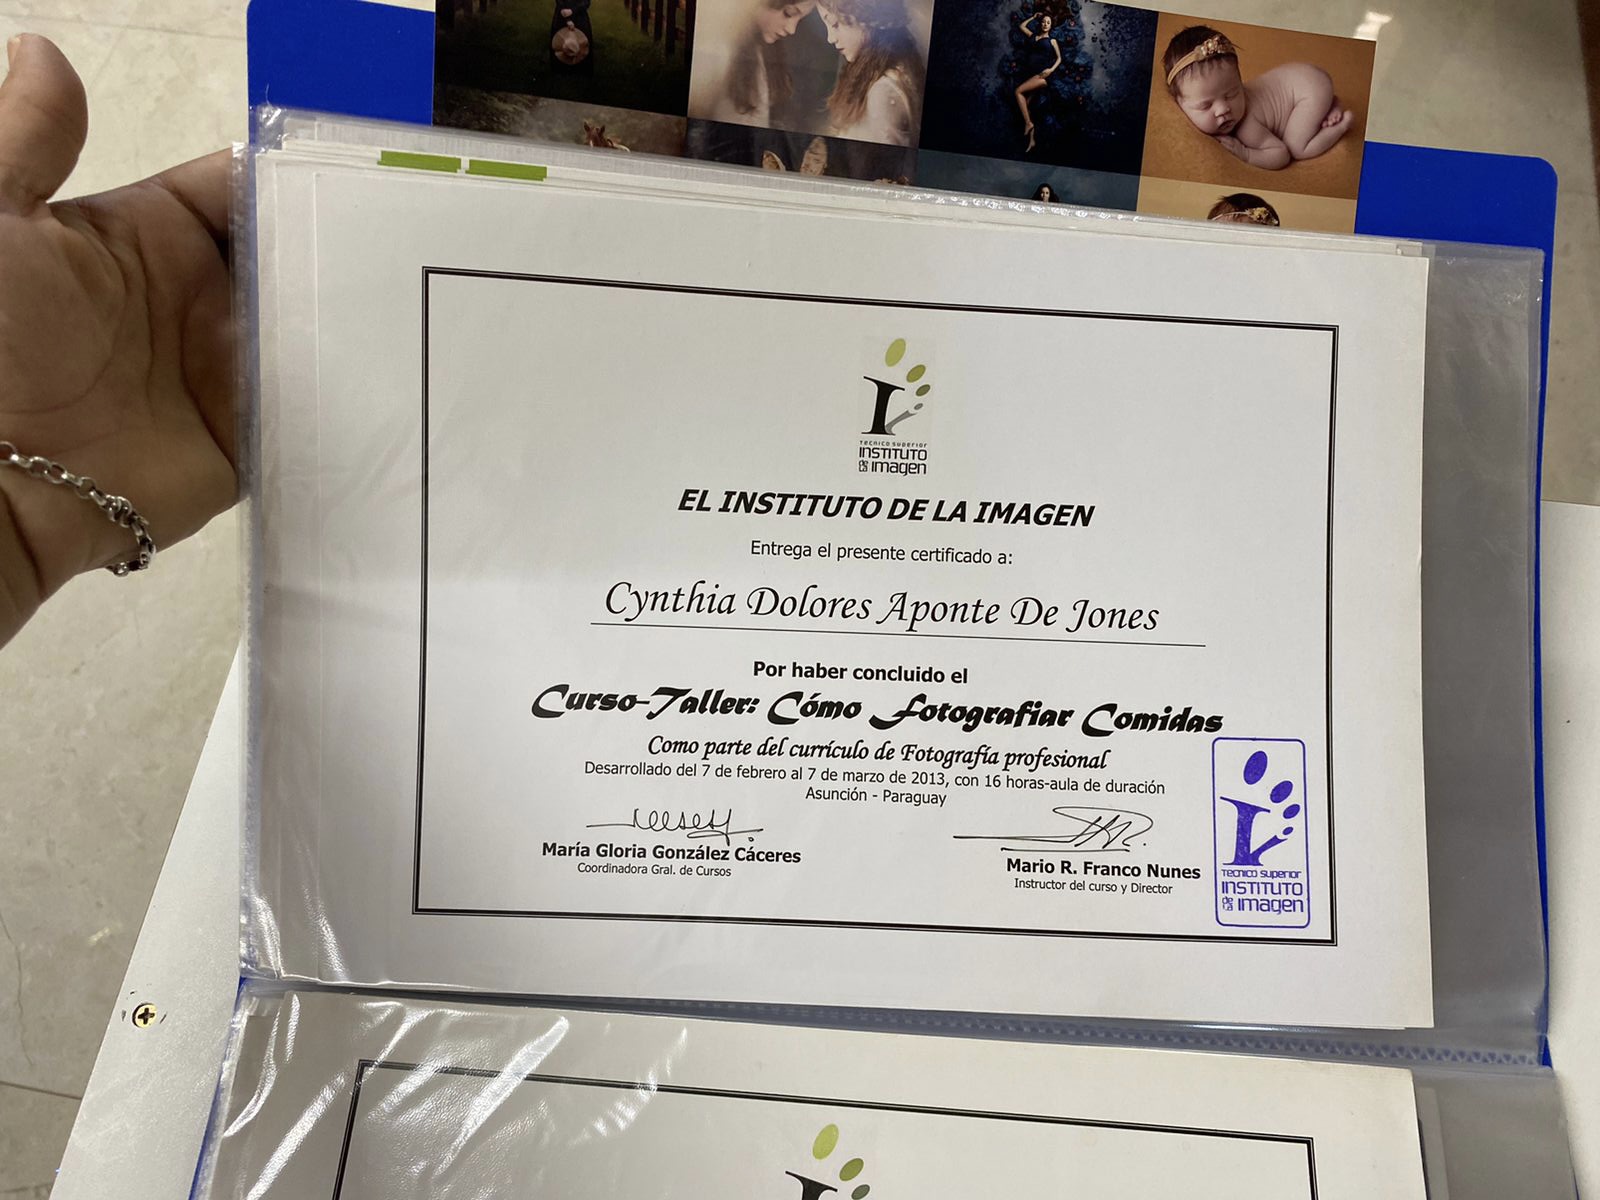 TECNICO SUPERIOR
INSTITUTO
DE LA imagen
EL INSTITUTO DE LA IMAGEN
Entrega el presente certificado a:
Cynthia Dolores Aponte De Jones
Por haber concluido el
Curso-Taller: Cómo Fotografiar Comidas
Como parte del currículo de Fotografía profesional
Desarrollado del 7 de febrero al 7 de marzo de 2013, con 16 horas-aula de duración
Asunción - Paraguay
María Gloria González Cáceres
Coordinadora Gral. de Cursos
Mario R. Franco Nunes
Instructor del curso y Director
TECNICO SUPERIOR
INSTITUTO
DE LA imagen